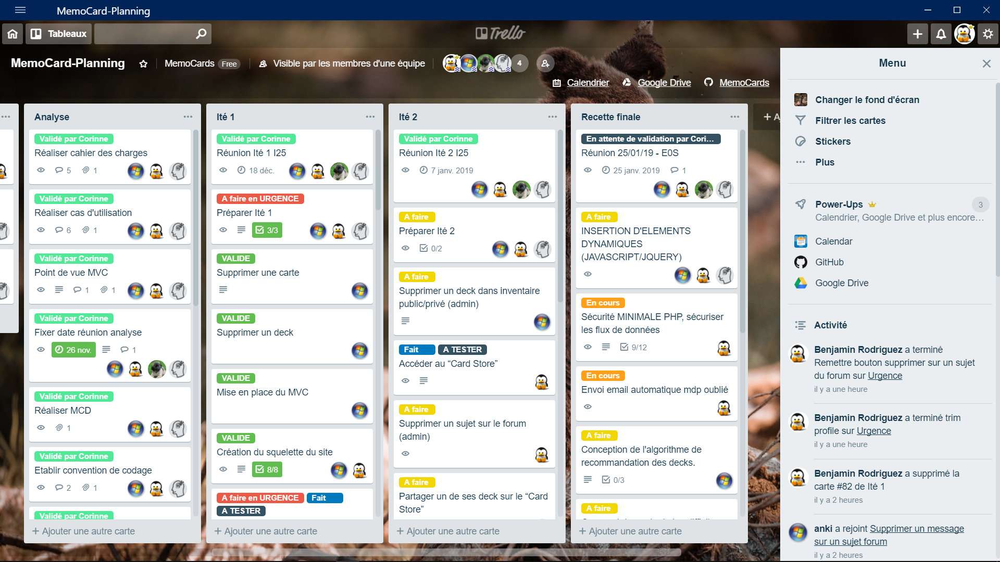 MemoCard-Planning
Tableaux
Trello
MemoCard-Planning
MemoCards Free
Visible par les membres d'une équipe
4
Calendrier
Google Drive
MemoCards
Analyse
Validé par Corinne
Réaliser cahier des charges
5 1
Validé par Corinne
Réaliser cas d'utilisation
6 1
Validé par Corinne
Point de vue MVC
1 1
Validé par Corinne
Fixer date réunion analyse
26 nov. 1
Validé par Corinne
Réaliser MCD
1
Validé par Corinne
Etablir convention de codage
2 1
Validé par Corinne
+ Ajouter une autre carte
Ité 1
Validé par Corinne
Réunion Ité 1 I25
18 déc.
A faire en URGENCE
Préparer Ité 1
3/3
VALIDE
Supprimer une carte
VALIDE
Supprimer un deck
VALIDE
Mise en place du MVC
VALIDE
Création du squelette du site
8/8
A faire en URGENCE Fait
A TESTER
+ Ajouter une autre carte
Ité 2
Validé par Corinne
Réunion Ité 2 I25
7 janv. 2019
A faire
Préparer Ité 2
0/2
A faire
Supprimer un deck dans inventaire
public/privé (admin)
Fait A TESTER
Accéder au “Card Store”
A faire
Supprimer un sujet sur le forum
(admin)
A faire
Partager un de ses deck sur le “Card
Store”
+ Ajouter une autre carte
Recette finale
En attente de validation par Cori…
Réunion 25/01/19 - E0S
25 janv. 2019 1
A faire
INSERTION D'ELEMENTS
DYNAMIQUES
(JAVASCRIPT/JQUERY)
En cours
Sécurité MINIMALE PHP, sécuriser
les flux de données
9/12
En cours
Envoi email automatique mdp oublié
A faire
Conception de l'algorithme de
recommandation des decks.
0/3
A faire
+ Ajouter une autre carte
Menu
Changer le fond d'écran
Filtrer les cartes
Stickers
Plus
Power-Ups 3
Calendrier, Google Drive et plus encore…
Calendar
GitHub
Google Drive
Activité
Benjamin Rodriguez a terminé
Remettre bouton supprimer sur un sujet
du forum sur Urgence
il y a une heure
Benjamin Rodriguez a terminé trim
profile sur Urgence
il y a une heure
Benjamin Rodriguez a supprimé la
carte #82 de Ité 1
il y a 2 heures
anki a rejoint Supprimer un message
sur un sujet forum
il y a 2 heures